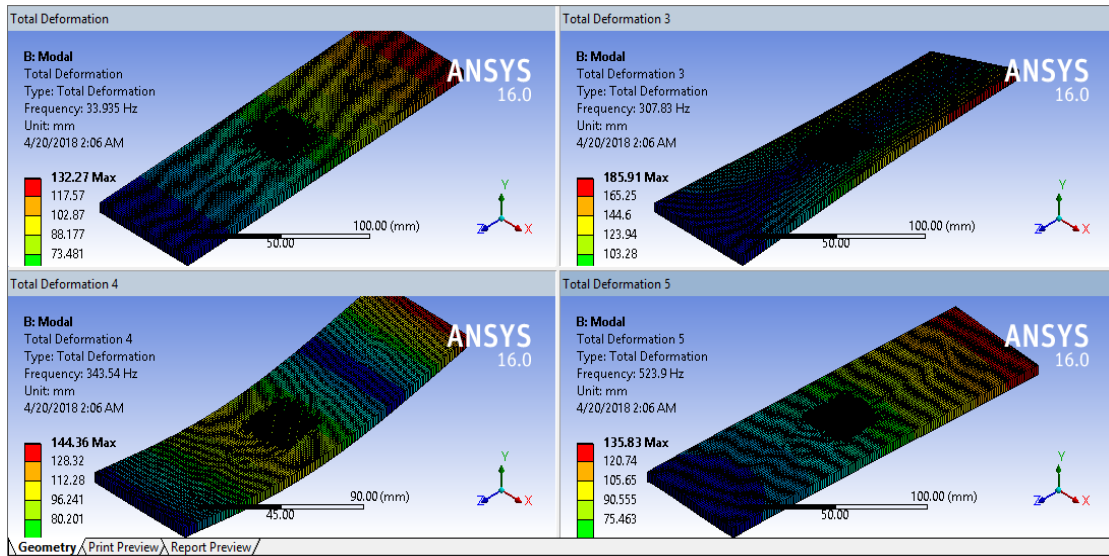 Total Deformation
B: Modal
Total Deformation
Type: Total Deformation
Frequency: 33.935 Hz
Unit: mm
4/20/2018 2:06 AM
132.27 Max
117.57
102.87
88.177
73.481
ANSYS
16.0
100.00 (mm)
50.00
Y
Z
X
Total Deformation 3
B: Modal
Total Deformation 3
Type: Total Deformation
Frequency: 307.83 Hz
Unit: mm
4/20/2018 2:06 AM
185.91 Max
165.25
144.6
123.94
103.28
ANSYS
16.0
100.00 (mm)
50.00
Y
Z
X
Total Deformation 4
B: Modal
Total Deformation 4
Type: Total Deformation
Frequency: 343.54 Hz
Unit: mm
4/20/2018 2:06 AM
144.36 Max
128.32
112.28
96.241
80.201
ANSYS
16.0
90.00 (mm)
45.00
Y
Z
X
Total Deformation 5
B: Modal
Total Deformation 5
Type: Total Deformation
Frequency: 523.9 Hz
Unit: mm
4/20/2018 2:06 AM
135.83 Max
120.74
105.65
90.555
75.463
ANSYS
16.0
100.00 (mm)
50.00
Y
Z
X
Geometry Print Preview Report Preview